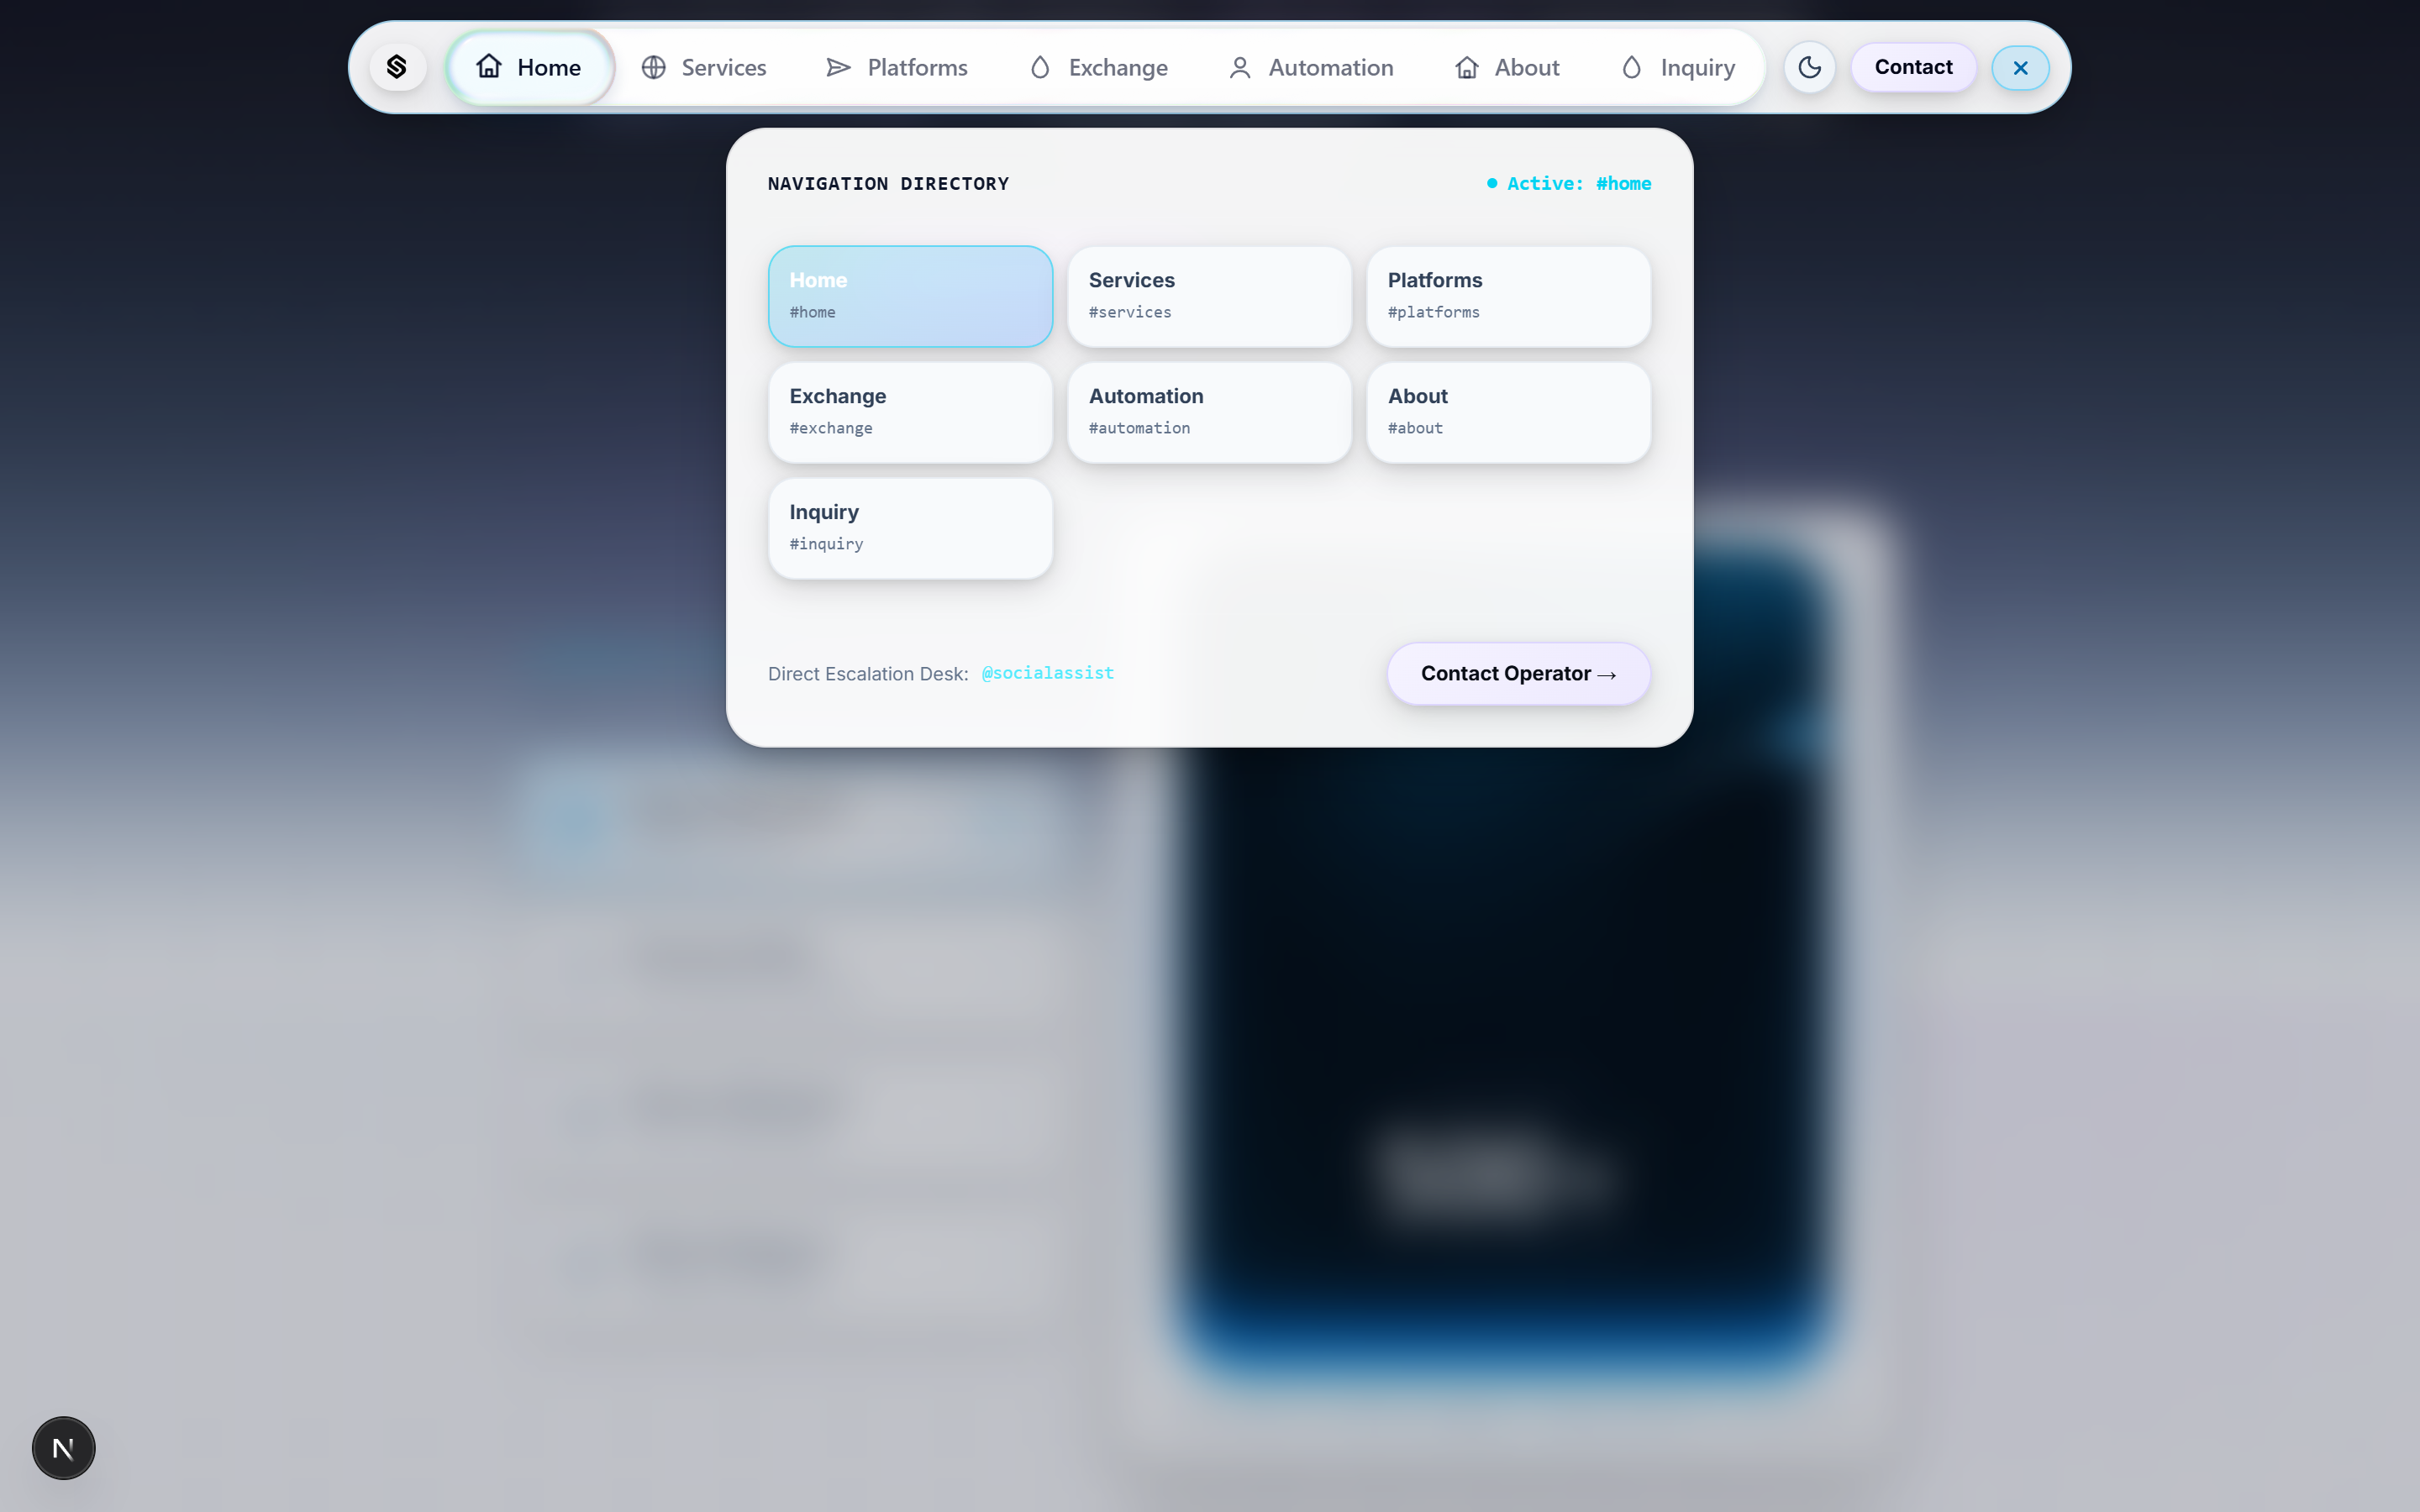 Home Services Platforms Exchange Automation About Inquiry Contact
NAVIGATION DIRECTORY
Active: #home
Home
#home
Services
#services
Platforms
#platforms
Exchange
#exchange
Automation
#automation
About
#about
Inquiry
#inquiry
Direct Escalation Desk: @socialassist
Contact Operator →
N